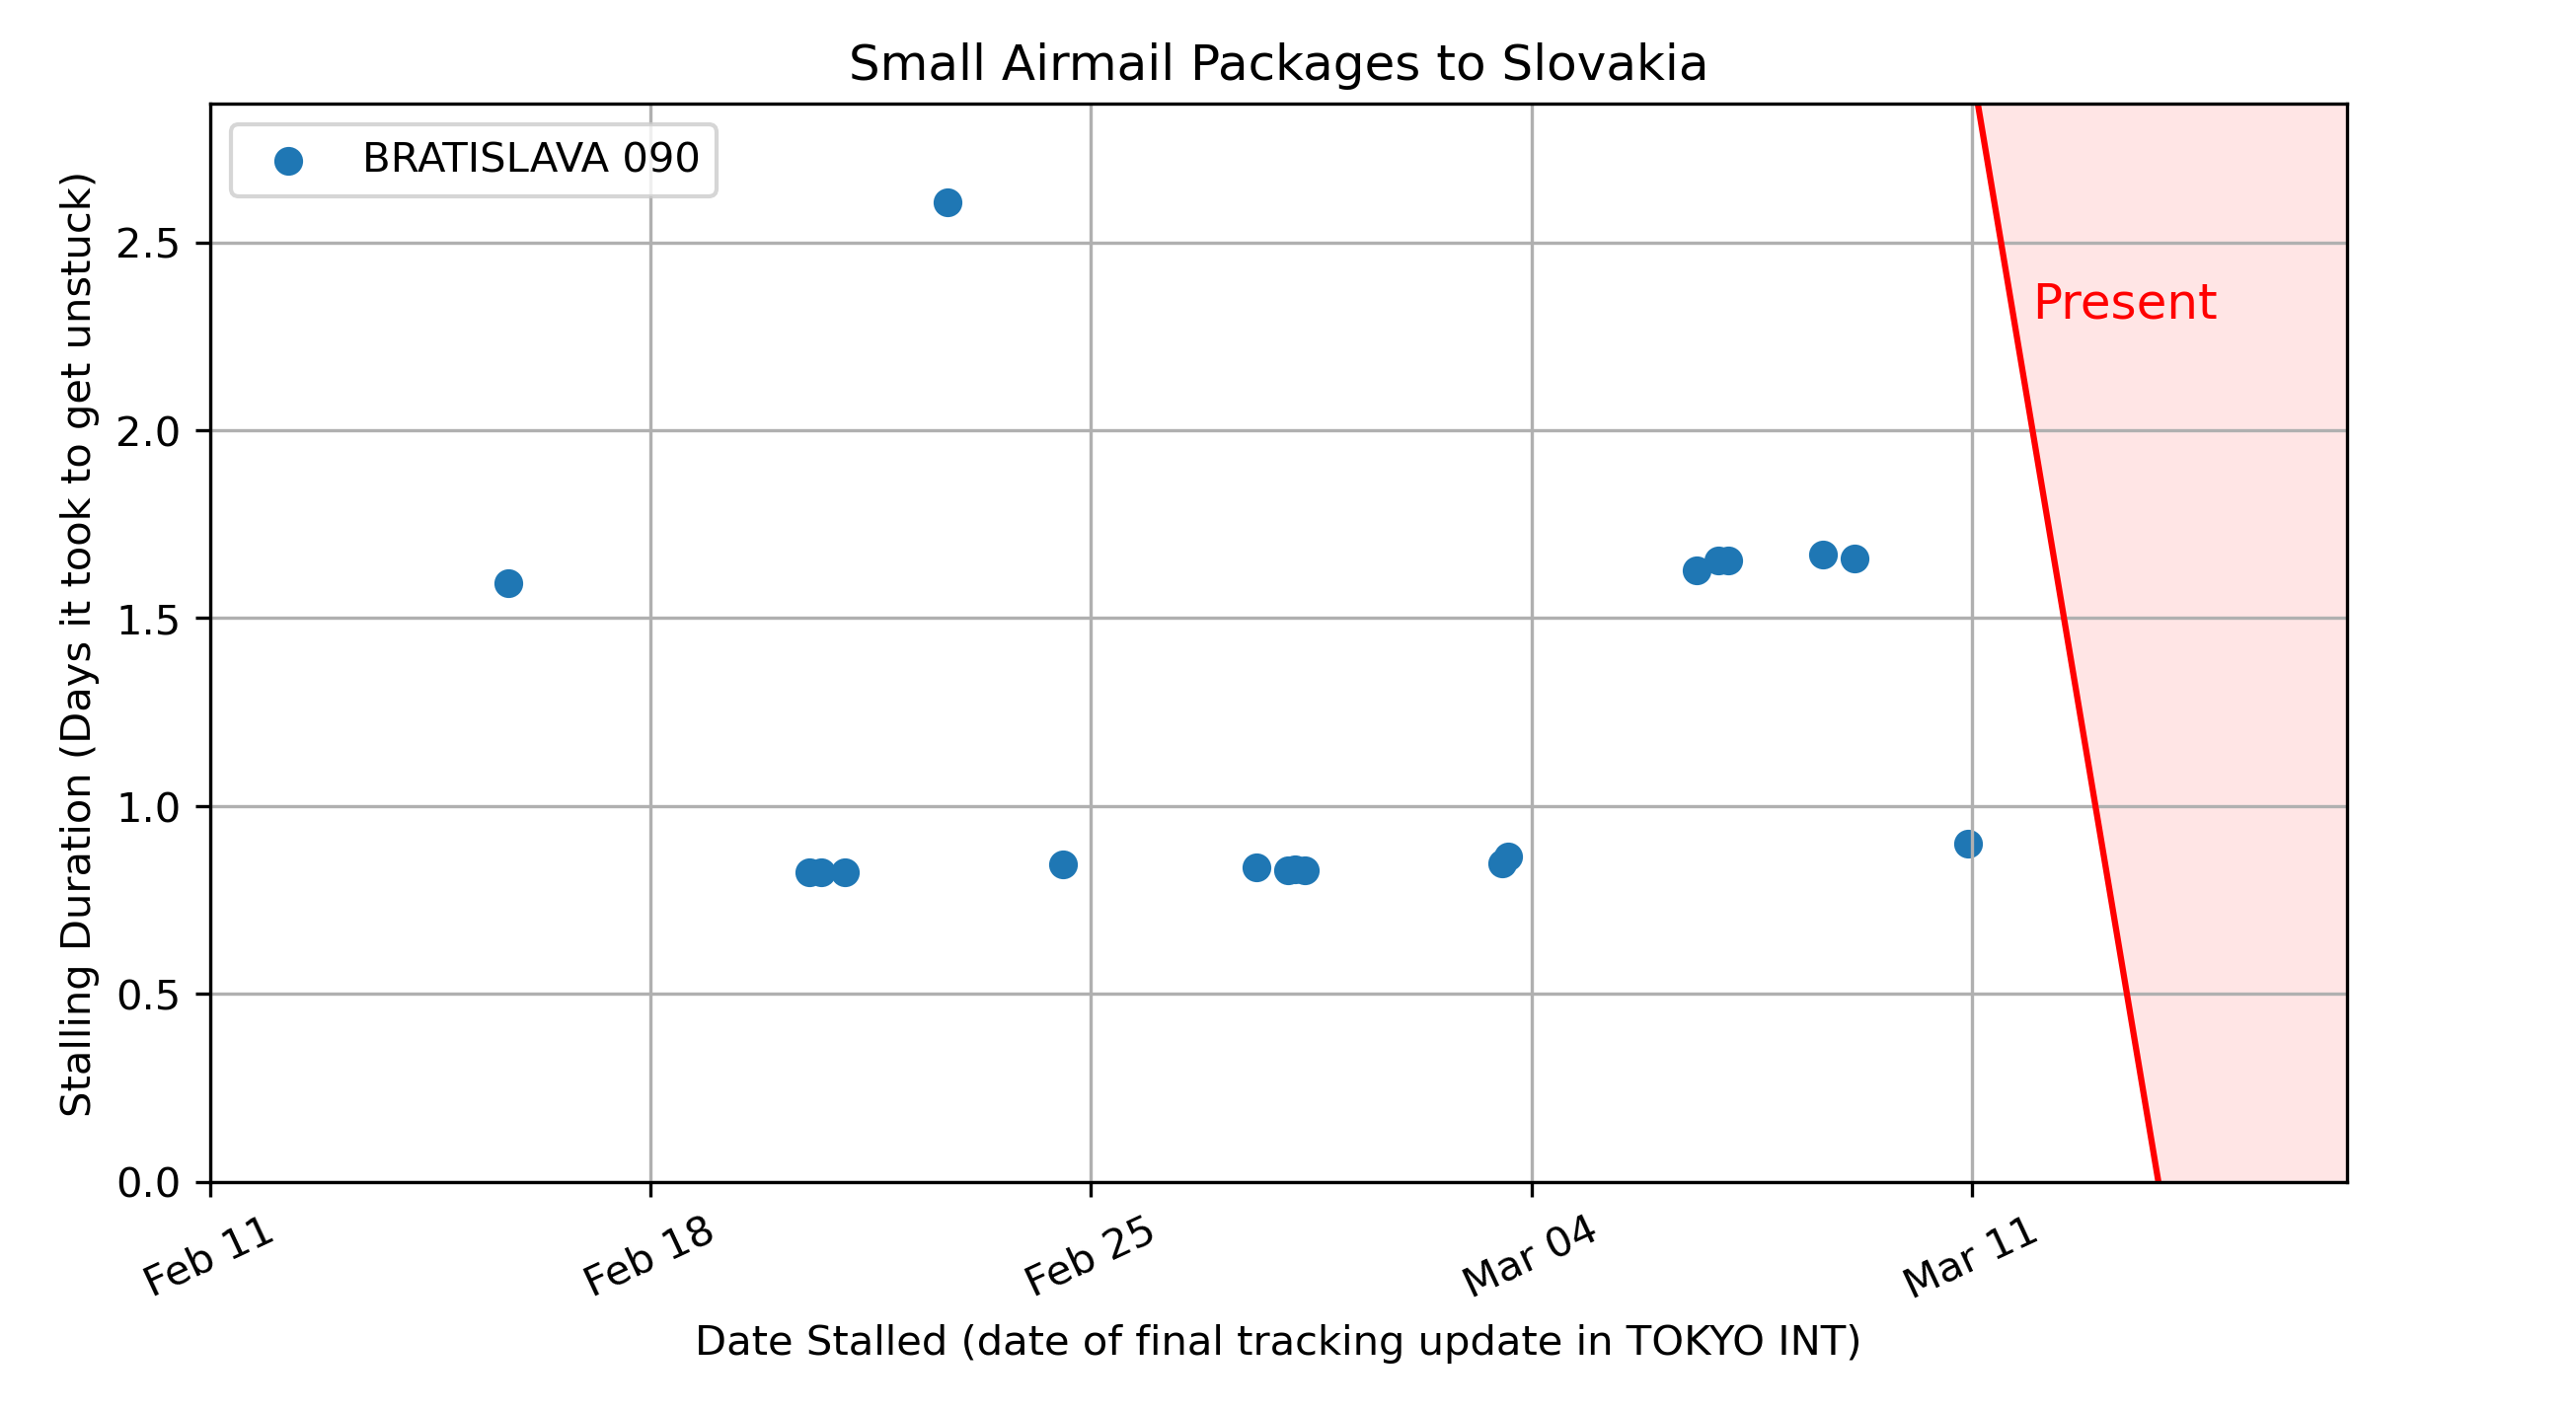 Small Airmail Packages to Slovakia
BRATISLAVA 090
Present
Stalling Duration (Days it took to get unstuck)
2.5
2.0
1.5
1.0
0.5
0.0
Feb 11
Feb 18
Feb 25
Mar 04
Mar 11
Date Stalled (date of final tracking update in TOKYO INT)